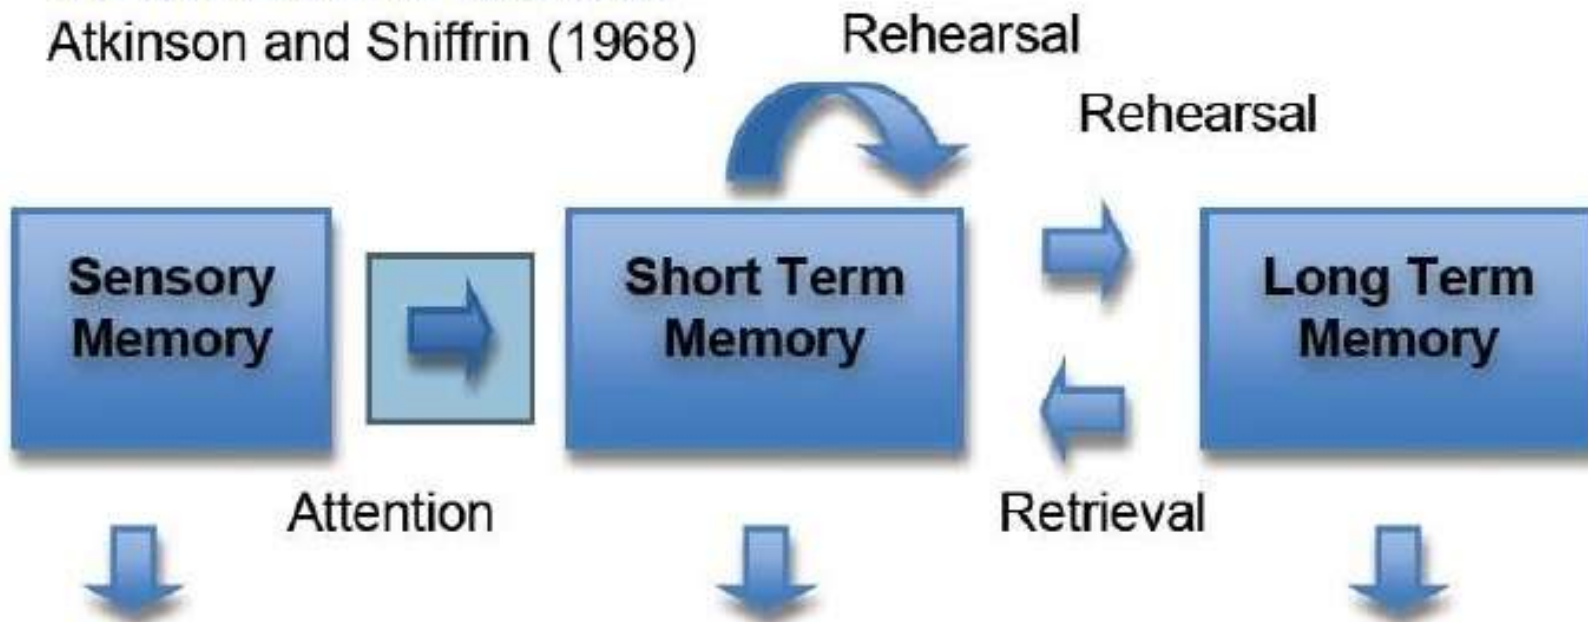 Atkinson and Shiffrin (1968)
Rehearsal
Rehearsal
Sensory
Memory
Short Term
Memory
Long Term
Memory
Attention
Retrieval